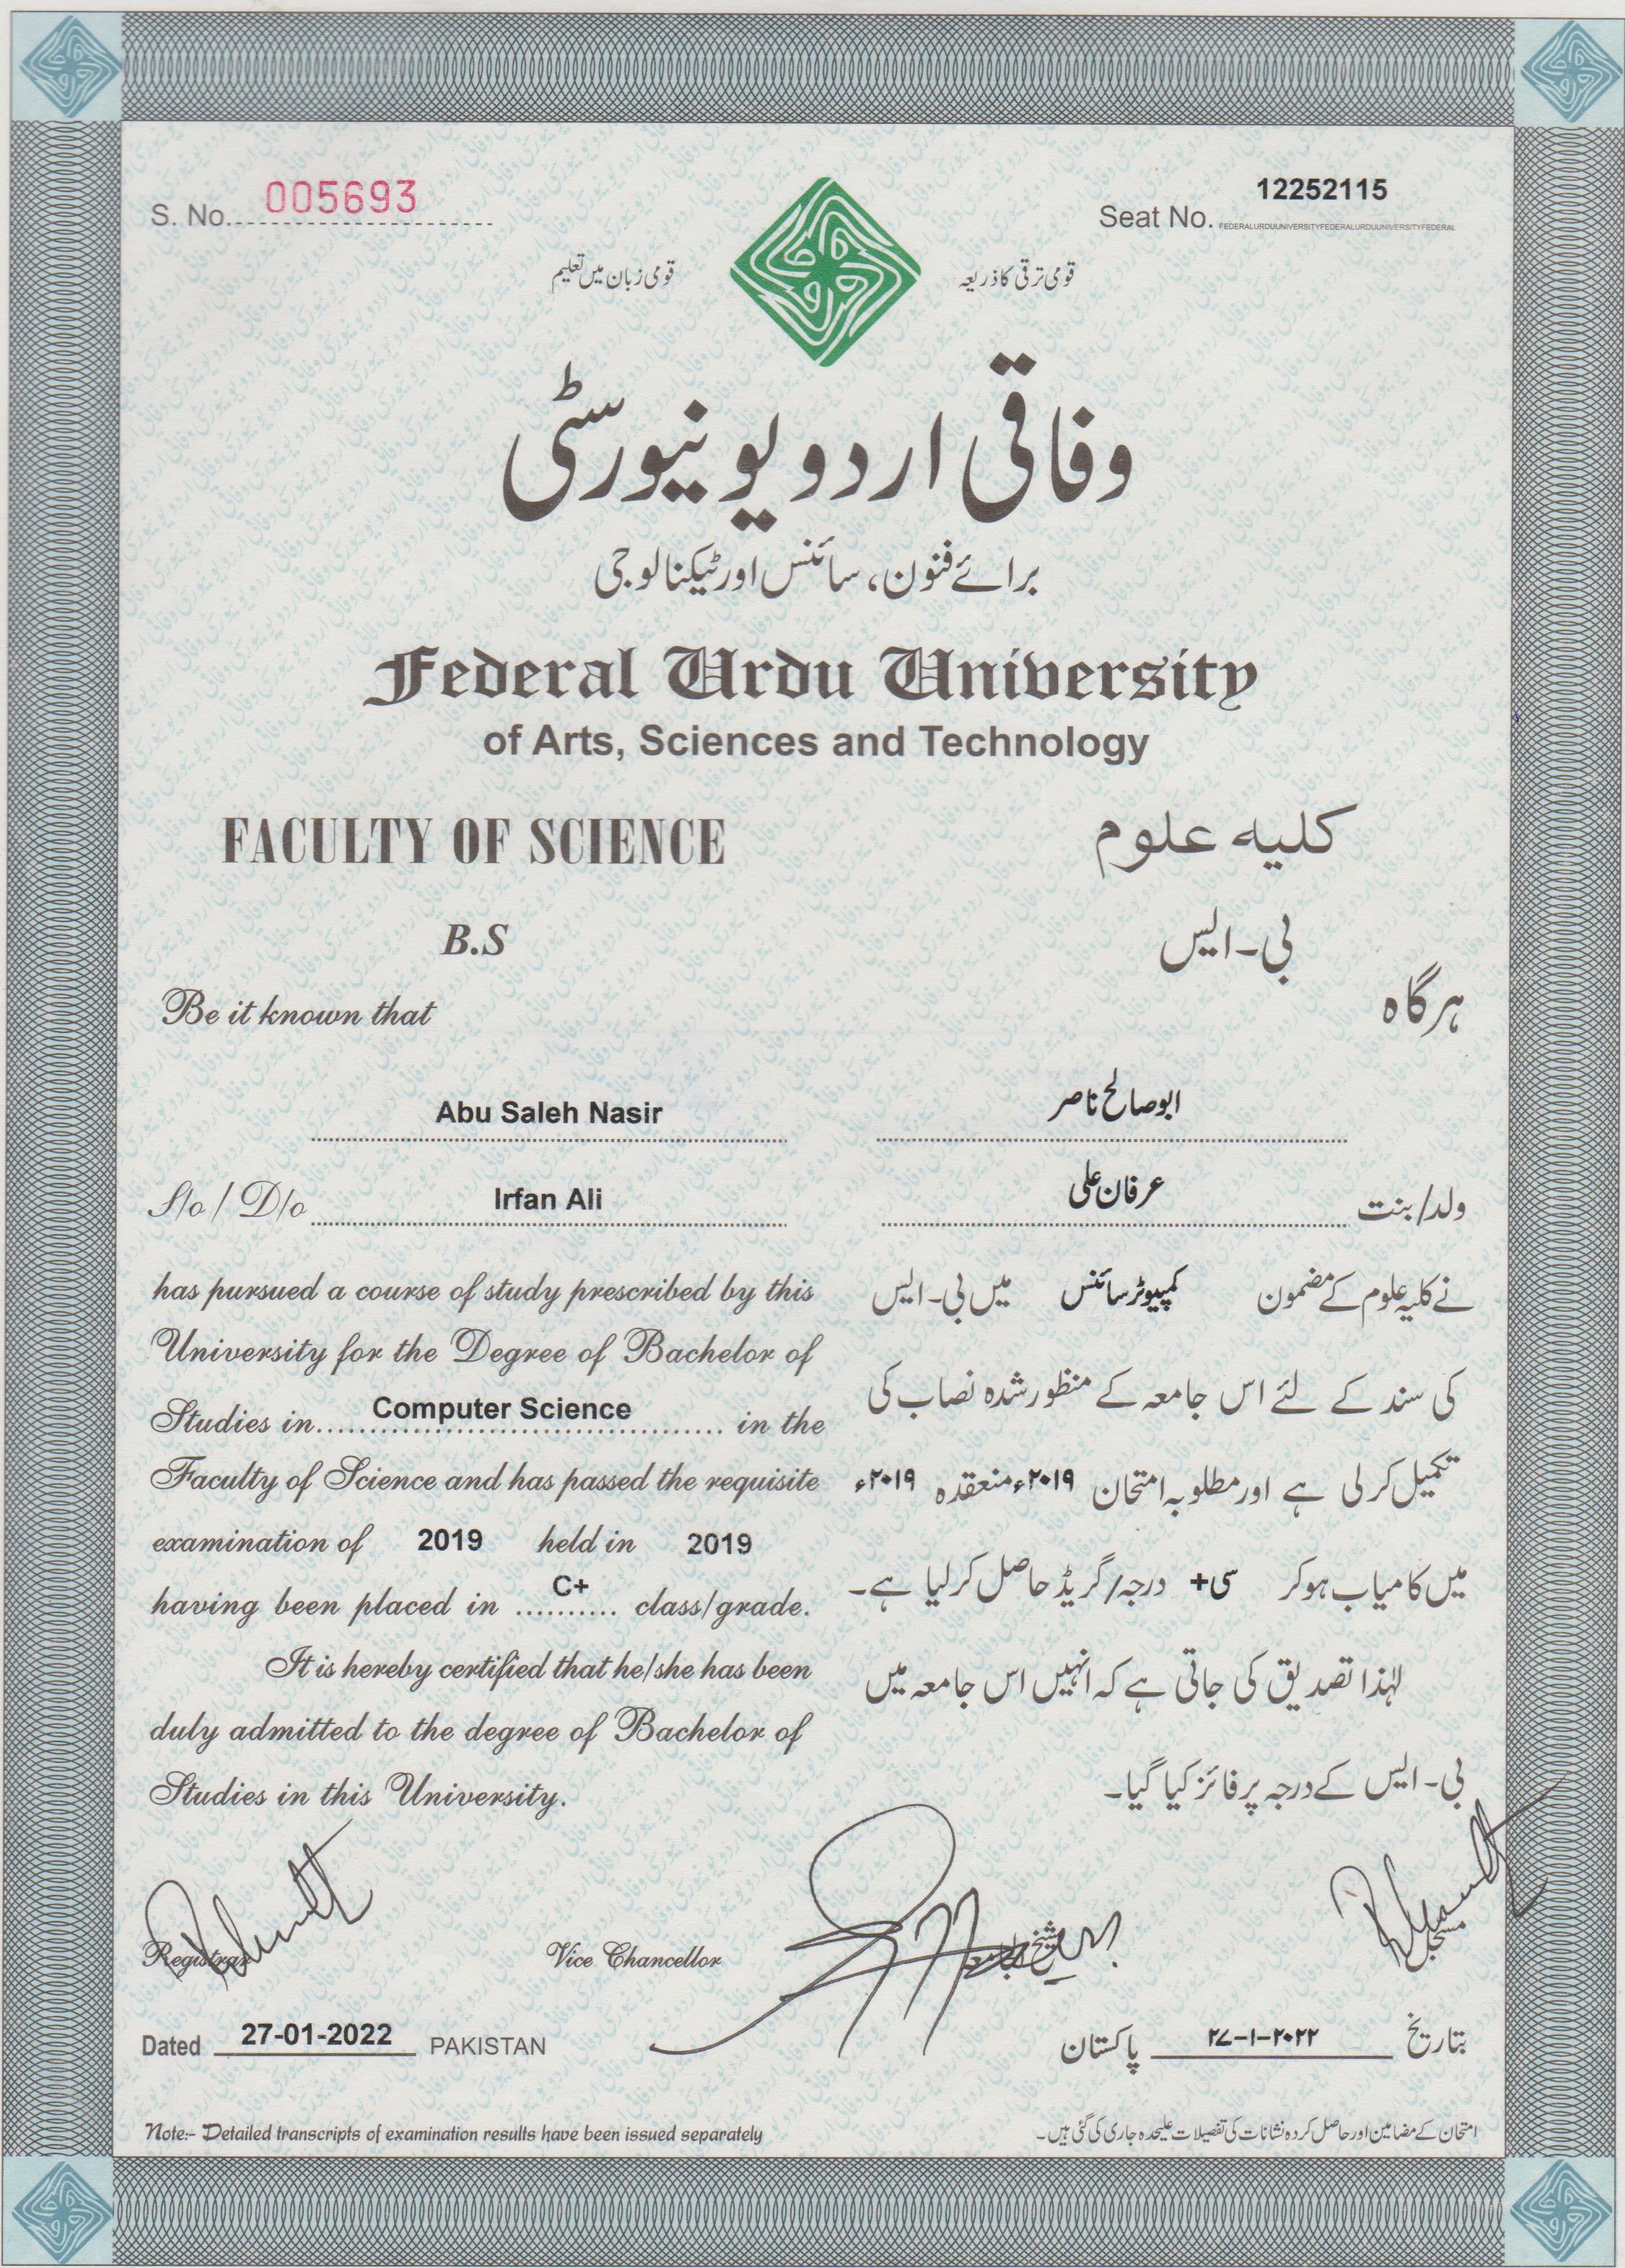 S. No. 005693
Seat No. 12252115
FEDERALURDUUNIVERSITYFEDERALURDUUNIVERSITYFEDERAL
قومی ترقی کا ذریعہ
قومی زبان میں تعلیم
وفاقی اردو یونیورسٹی
برائے فنون، سائنس اور ٹیکنالوجی
Federal Urdu University
of Arts, Sciences and Technology
FACULTY OF SCIENCE
کلیہ علوم
B.S
بی۔ایس
Be it known that
ہرگاہ
Abu Saleh Nasir
ابوصالح ناصر
S/o / D/o Irfan Ali
ولد/بنت عرفان علی
has pursued a course of study prescribed by this
University for the Degree of Bachelor of
Studies in Computer Science in the
Faculty of Science and has passed the requisite
examination of 2019 held in 2019
having been placed in C+ class/grade.
It is hereby certified that he/she has been
duly admitted to the degree of Bachelor of
Studies in this University.
نے کلیہ علوم کے مضمون کمپیوٹر سائنس میں بی۔ایس
کی سند کے لئے اس جامعہ کے منظور شدہ نصاب کی
تکمیل کرلی ہے اور مطلوبہ امتحان ۲۰۱۹ء منعقدہ ۲۰۱۹ء
میں کامیاب ہوکر سی+ درجہ/گریڈ حاصل کرلیا ہے۔
لہٰذا تصدیق کی جاتی ہے کہ انہیں اس جامعہ میں
بی۔ایس کے درجہ پر فائز کیا گیا۔
Registrar
Vice Chancellor
شیخ الجامعہ
مسجل
Dated 27-01-2022 PAKISTAN
بتاریخ ۲۷-۱-۲۰۲۲ پاکستان
Note:- Detailed transcripts of examination results have been issued separately
امتحان کے مضامین اور حاصل کردہ نشانات کی تفصیلات علیحدہ جاری کی گئی ہیں۔